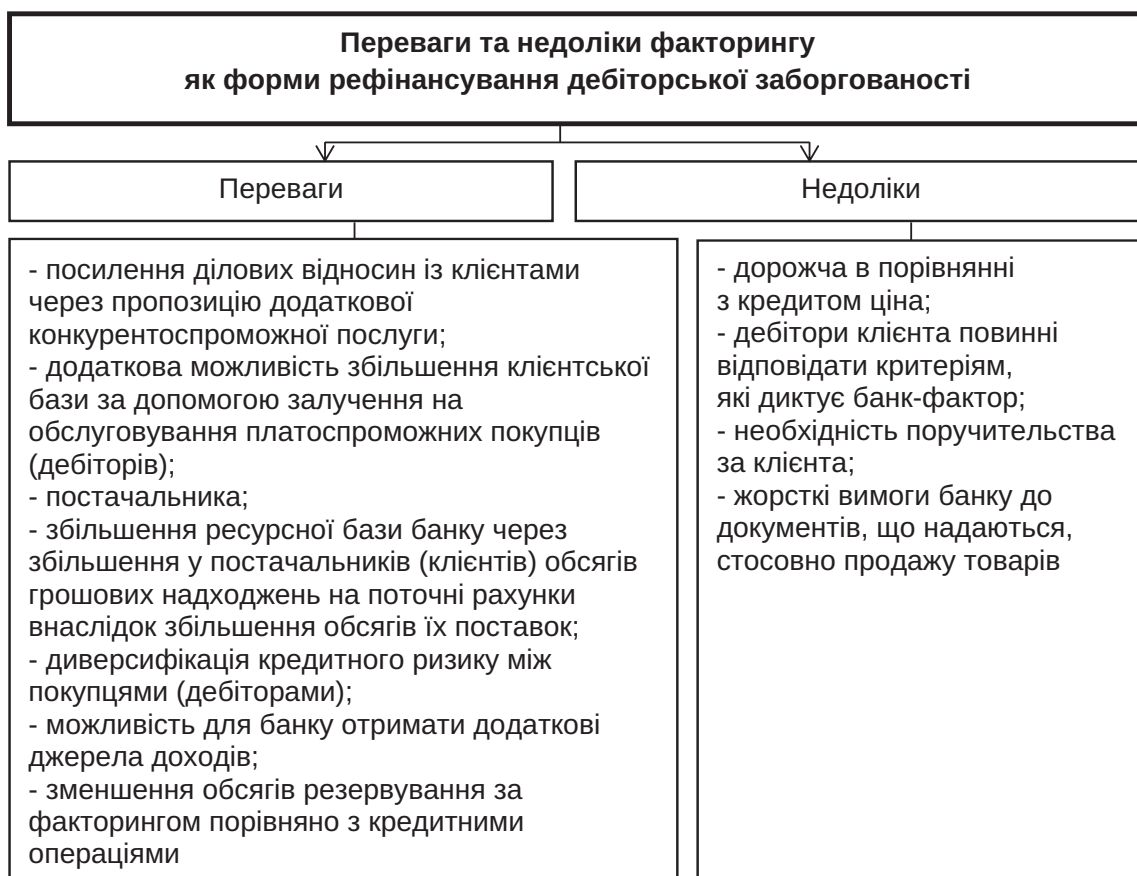 Переваги та недоліки факторингу
як форми рефінансування дебіторської заборгованості
Переваги
Недоліки
- посилення ділових відносин із клієнтами
через пропозицію додаткової
конкурентоспроможної послуги;
- додаткова можливість збільшення клієнтської
бази за допомогою залучення на
обслуговування платоспроможних покупців
(дебіторів);
- постачальника;
- збільшення ресурсної бази банку через
збільшення у постачальників (клієнтів) обсягів
грошових надходжень на поточні рахунки
внаслідок збільшення обсягів їх поставок;
- диверсифікація кредитного ризику між
покупцями (дебіторами);
- можливість для банку отримати додаткові
джерела доходів;
- зменшення обсягів резервування за
факторингом порівняно з кредитними
операціями
- дорожча в порівнянні
з кредитом ціна;
- дебітори клієнта повинні
відповідати критеріям,
які диктує банк-фактор;
- необхідність поручительства
за клієнта;
- жорсткі вимоги банку до
документів, що надаються,
стосовно продажу товарів